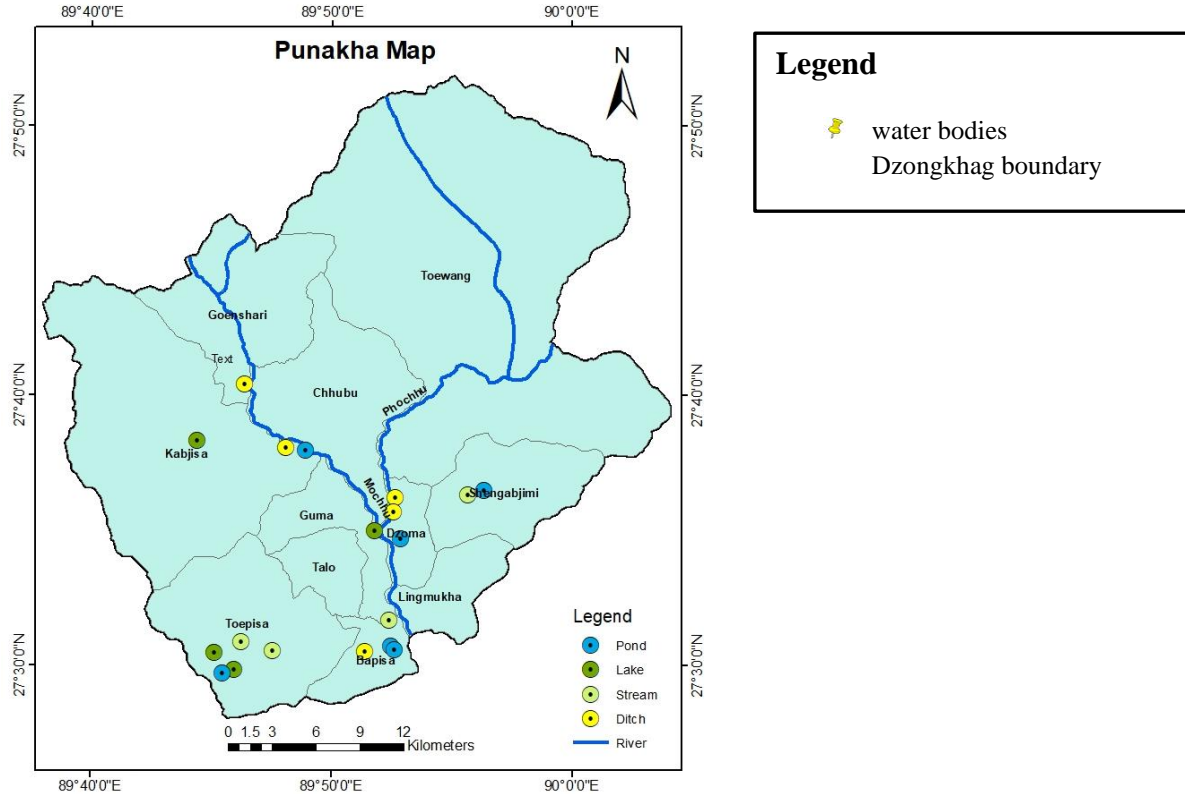 89°40'0"E 89°50'0"E 90°0'0"E
Punakha Map
N
27°50'0"N
27°50'0"N
Toewang
Goenshari
Text
Chhubu
Phochhu
27°40'0"N
27°40'0"N
Kabjisa
Shengabjimi
Guma
Mochhu
Dzoma
Talo
Lingmukha
Toepisa
Bapisa
27°30'0"N
27°30'0"N
Legend
Pond
Lake
Stream
Ditch
River
0 1.5 3 6 9 12
Kilometers
89°40'0"E 89°50'0"E 90°0'0"E
Legend
water bodies
Dzongkhag boundary